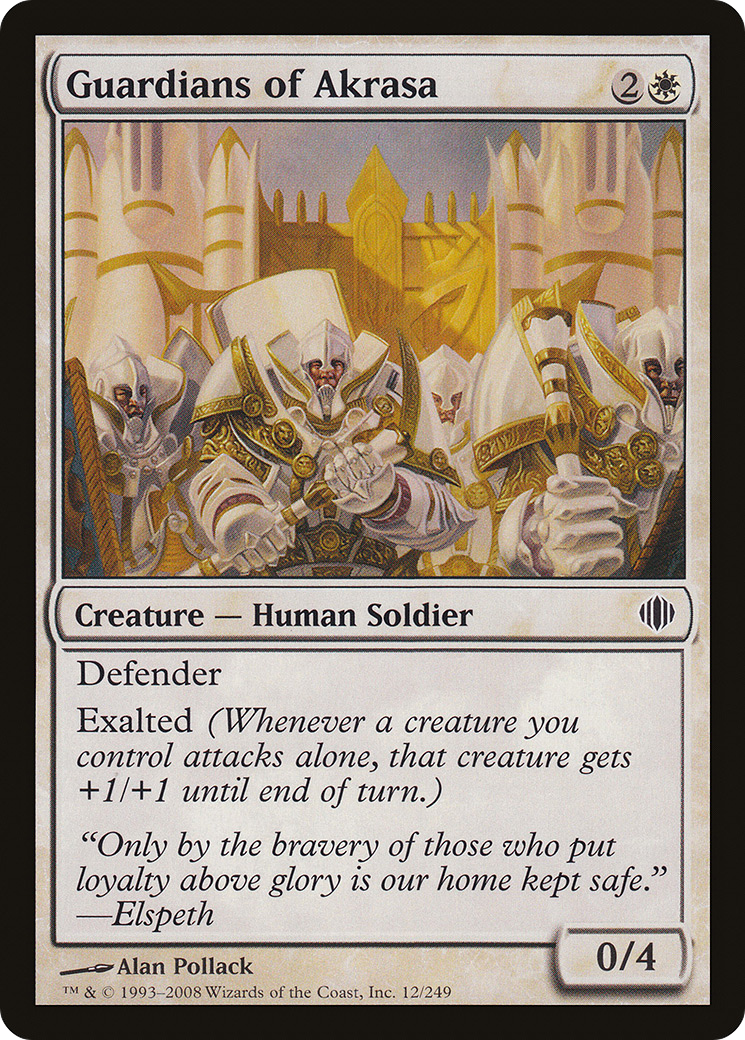 Guardians of Akrasa 2
Creature — Human Soldier
Defender
Exalted (Whenever a creature you
control attacks alone, that creature gets
+1/+1 until end of turn.)
“Only by the bravery of those who put
loyalty above glory is our home kept safe.”
—Elspeth
0/4
Alan Pollack
™ & © 1993–2008 Wizards of the Coast, Inc. 12/249